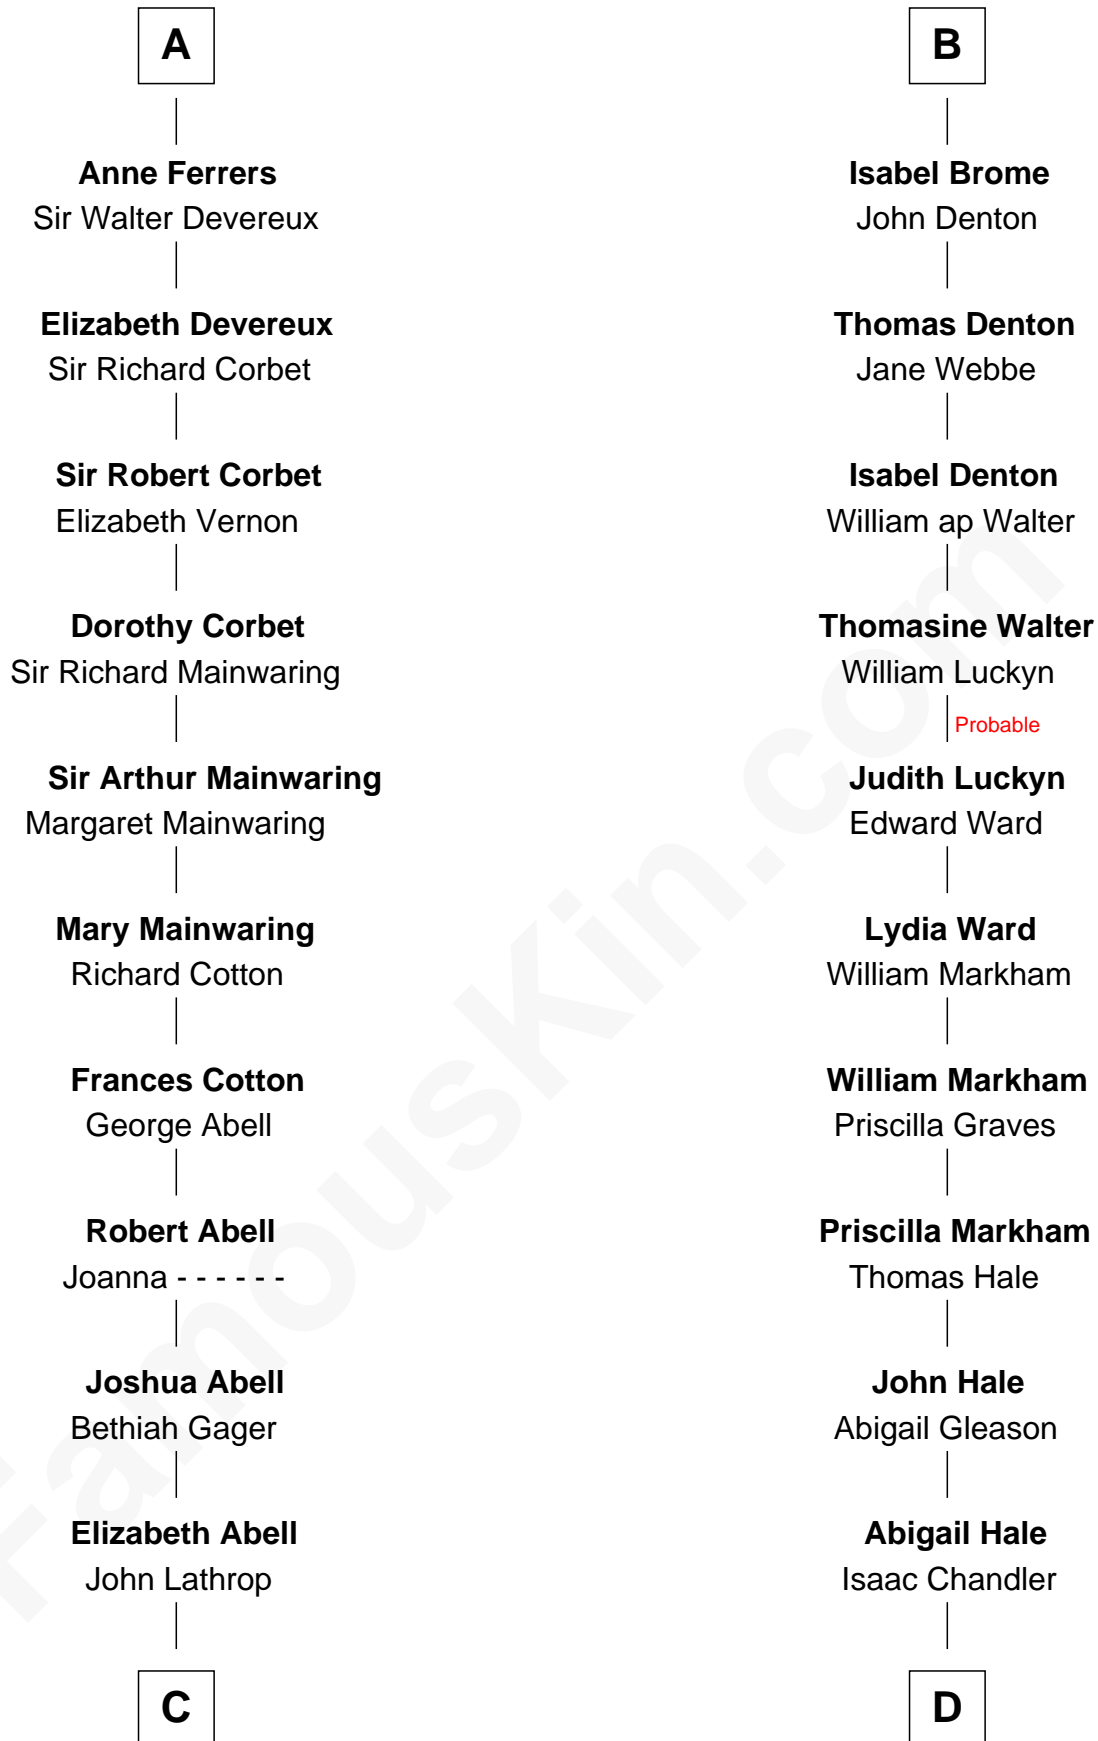 A
Anne Ferrers
Sir Walter Devereux
Elizabeth Devereux
Sir Richard Corbet
Sir Robert Corbet
Elizabeth Vernon
Dorothy Corbet
Sir Richard Mainwaring
Sir Arthur Mainwaring
Margaret Mainwaring
Mary Mainwaring
Richard Cotton
Frances Cotton
George Abell
Robert Abell
Joanna - - - - - -
Joshua Abell
Bethiah Gager
Elizabeth Abell
John Lathrop
C
B
Isabel Brome
John Denton
Thomas Denton
Jane Webbe
Isabel Denton
William ap Walter
Thomasine Walter
William Luckyn
Probable
Judith Luckyn
Edward Ward
Lydia Ward
William Markham
William Markham
Priscilla Graves
Priscilla Markham
Thomas Hale
John Hale
Abigail Gleason
Abigail Hale
Isaac Chandler
D
FamousKin.com